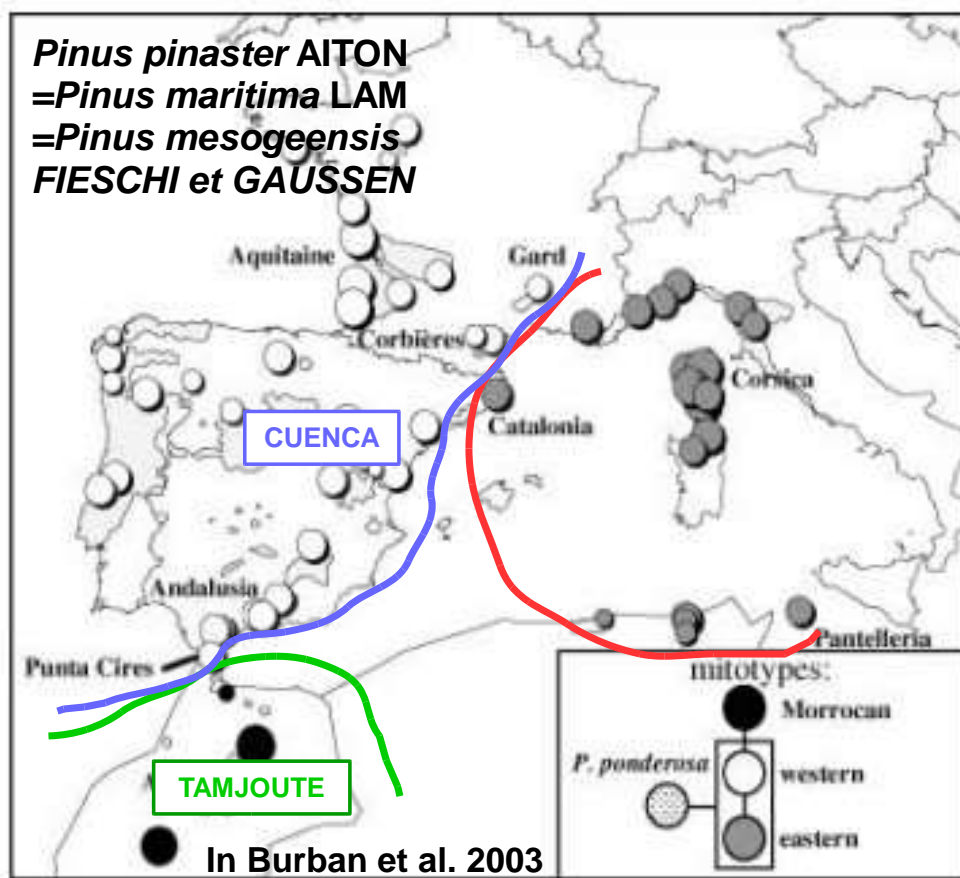 Pinus pinaster AITON
=Pinus maritima LAM
=Pinus mesogeensis
FIESCHI et GAUSSEN
Aquitaine
Gard
Corbières
Corsica
Catalonia
CUENCA
Andalusia
Punta Cires
Pantelleria
mitotypes:
Morrocan
P. ponderosa
western
eastern
TAMJOUTE
In Burban et al. 2003